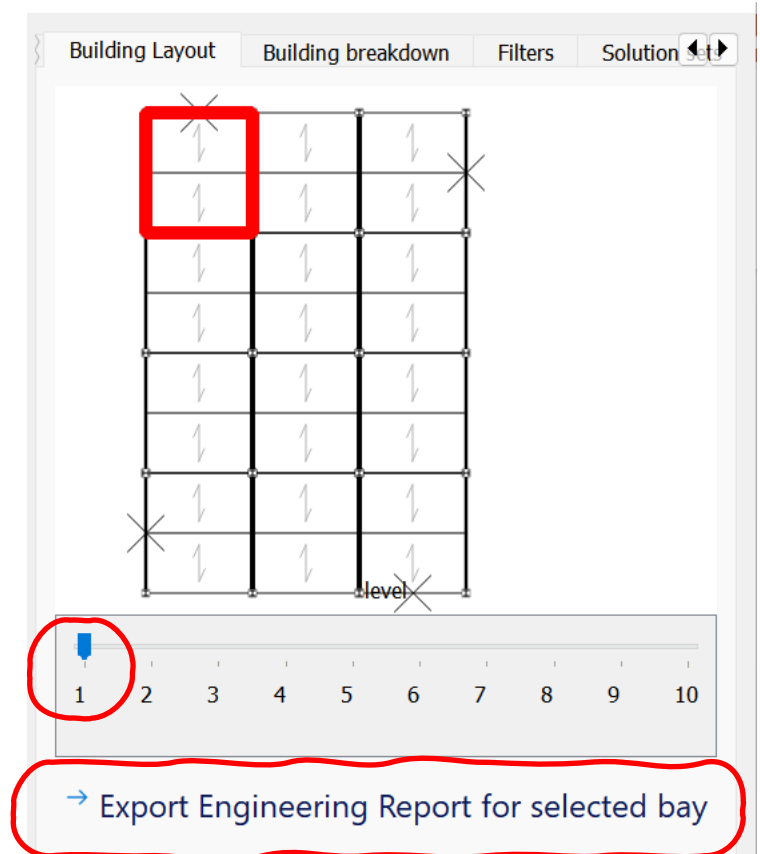 Building Layout Building breakdown Filters Solution sets
level
1 2 3 4 5 6 7 8 9 10
→ Export Engineering Report for selected bay